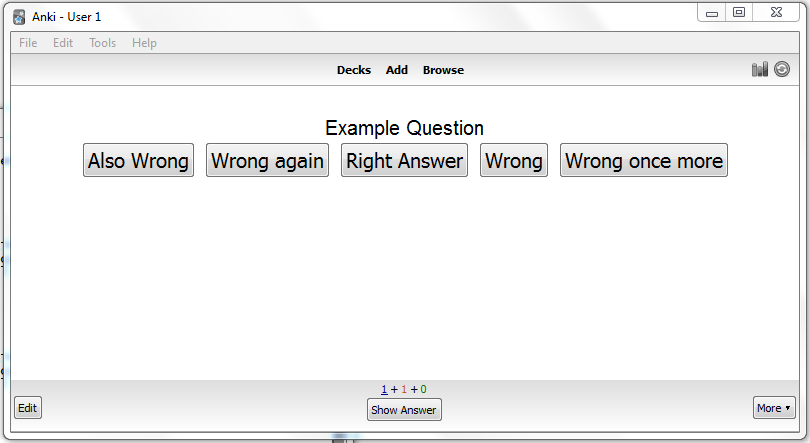 Anki - User 1
File Edit Tools Help
Decks Add Browse
Example Question
Also Wrong Wrong again Right Answer Wrong Wrong once more
1 + 1 + 0
Edit Show Answer More ▾